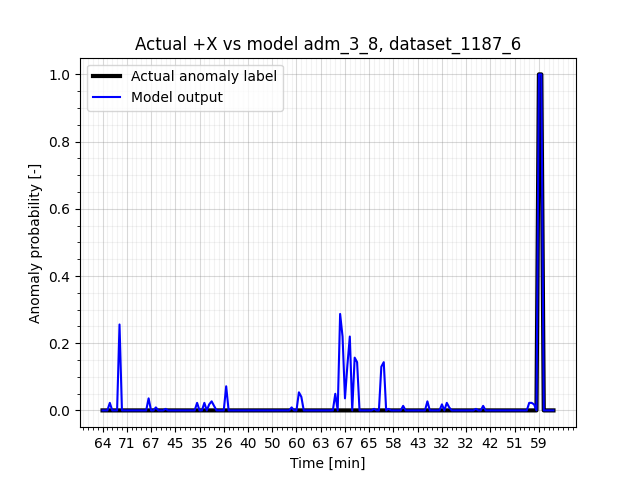 Actual +X vs model adm_3_8, dataset_1187_6
Actual anomaly label
Model output
1.0
0.8
0.6
0.4
0.2
0.0
Anomaly probability [-]
64 71 67 45 35 26 40 50 60 63 67 65 58 43 32 32 42 51 59
Time [min]